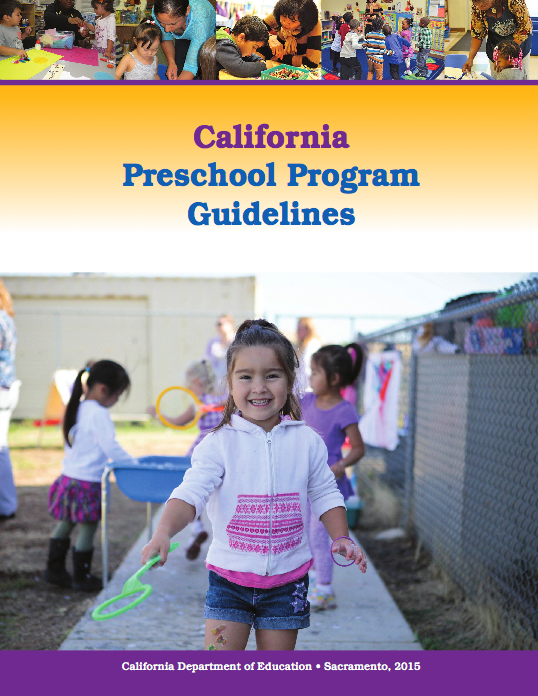 California
Preschool Program
Guidelines
California Department of Education • Sacramento, 2015